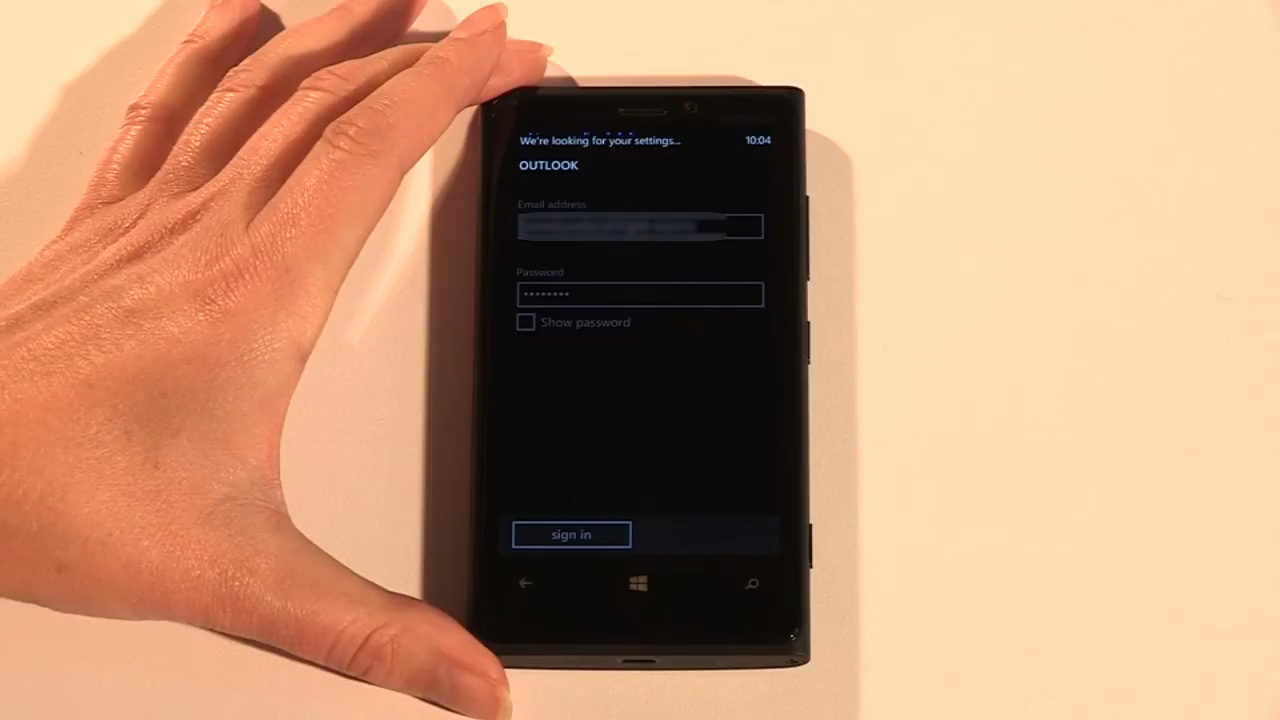 We're looking for your settings...
10:04
OUTLOOK
Email address
Password
••••••••
Show password
sign in